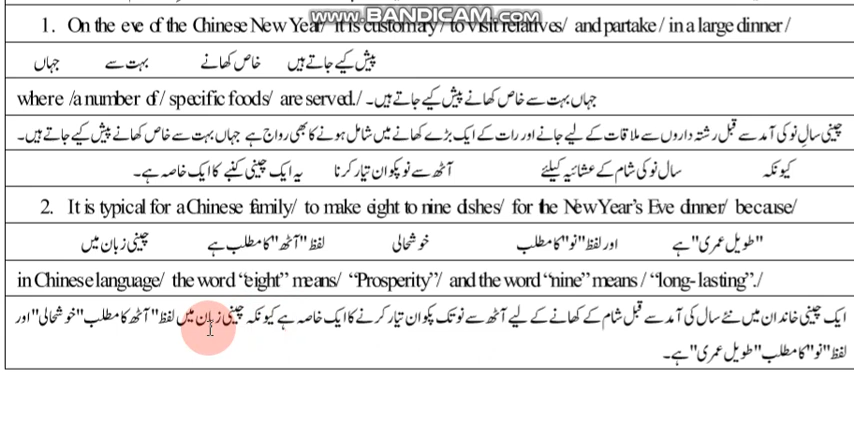 www.BANDICAM.com
1. On the eve of the Chinese New Year/ it is customary / to visit relatives/ and partake / in a large dinner /
پیش کیے جاتے ہیں خاص کھانے بہت سے جہاں
where /a number of / specific foods/ are served./ جہاں بہت سے خاص کھانے پیش کیے جاتے ہیں۔
چینی سالِ نو کی آمد سے قبل رشتہ داروں سے ملاقات کے لیے جانے اور رات کے ایک بڑے کھانے میں شامل ہونے کا بھی رواج ہے جہاں بہت سے خاص کھانے پیش کیے جاتے ہیں۔
کیونکہ سال نو کی شام کے عشائیہ کیلئے آٹھ سے نو پکوان تیار کرنا یہ ایک چینی کنبے کا ایک خاصہ ہے۔
2. It is typical for a Chinese family/ to make eight to nine dishes/ for the New Year's Eve dinner/ because/
"طویل عمری" ہے اور لفظ "نو" کا مطلب خوشحالی لفظ "آٹھ" کا مطلب ہے چینی زبان میں
in Chinese language/ the word "eight" means/ "Prosperity"/ and the word "nine" means / "long-lasting"./
ایک چینی خاندان میں نئے سال کی آمد سے قبل شام کے کھانے کے لیے آٹھ سے نو تک پکوان تیار کرنے کا ایک خاصہ ہے کیونکہ چینی زبان میں لفظ "آٹھ کا مطلب "خوشحالی" اور
لفظ "نو" کا مطلب "طویل عمری" ہے۔